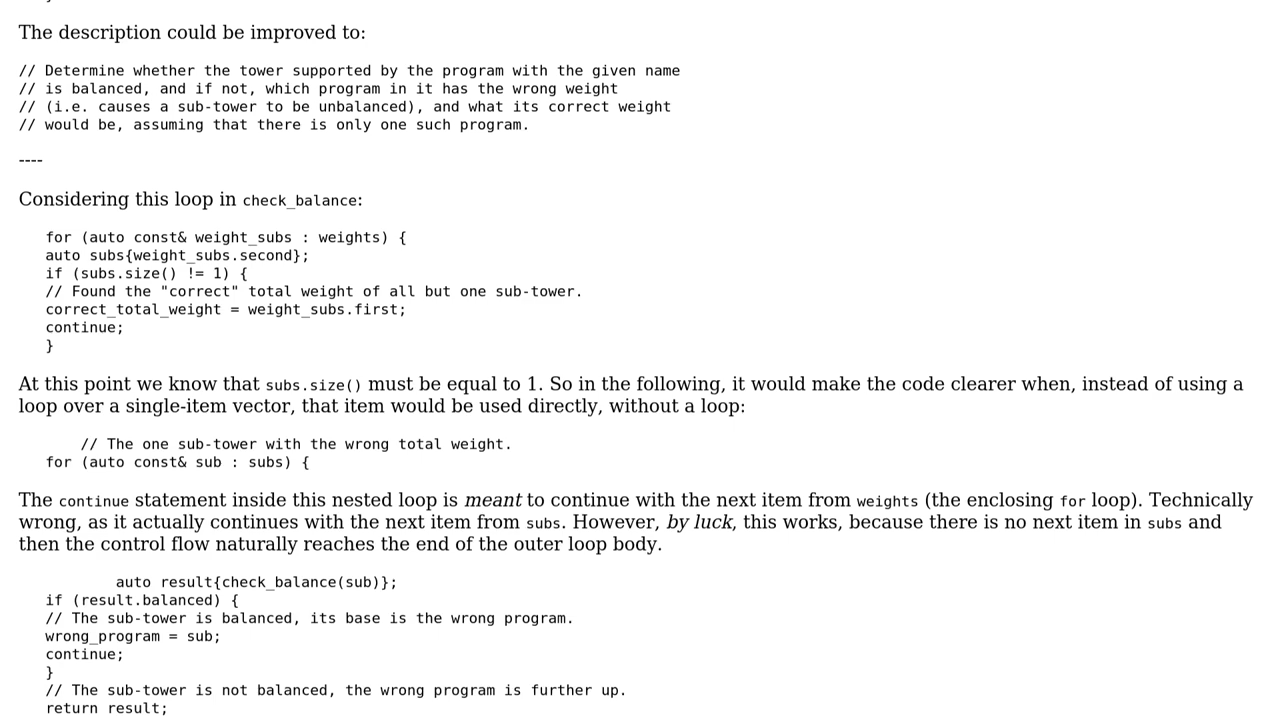 The description could be improved to:
// Determine whether the tower supported by the program with the given name
// is balanced, and if not, which program in it has the wrong weight
// (i.e. causes a sub-tower to be unbalanced), and what its correct weight
// would be, assuming that there is only one such program.
----
Considering this loop in check_balance:
for (auto const& weight_subs : weights) {
auto subs{weight_subs.second};
if (subs.size() != 1) {
// Found the "correct" total weight of all but one sub-tower.
correct_total_weight = weight_subs.first;
continue;
}
At this point we know that subs.size() must be equal to 1. So in the following, it would make the code clearer when, instead of using a
loop over a single-item vector, that item would be used directly, without a loop:
// The one sub-tower with the wrong total weight.
for (auto const& sub : subs) {
The continue statement inside this nested loop is meant to continue with the next item from weights (the enclosing for loop). Technically
wrong, as it actually continues with the next item from subs. However, by luck, this works, because there is no next item in subs and
then the control flow naturally reaches the end of the outer loop body.
auto result{check_balance(sub)};
if (result.balanced) {
// The sub-tower is balanced, its base is the wrong program.
wrong_program = sub;
continue;
}
// The sub-tower is not balanced, the wrong program is further up.
return result;